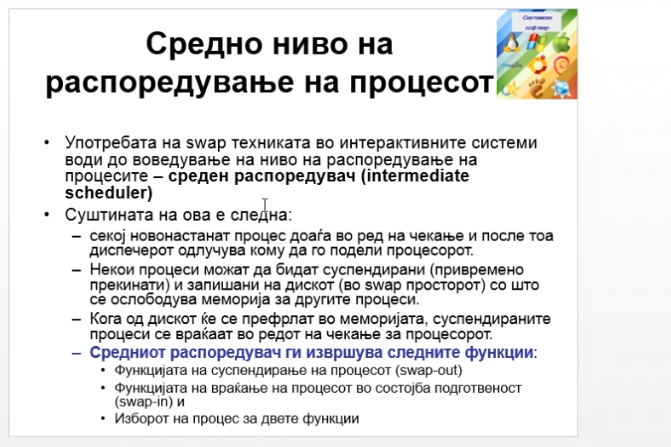 Системски
софтвер
Средно ниво на
распоредување на процесот
• Употребата на swap техниката во интерактивните системи
води до воведување на ниво на распоредување на
процесите – среден распоредувач (intermediate
scheduler)
• Суштината на ова е следна:
– секој новонастанат процес доаѓа во ред на чекање и после тоа
диспечерот одлучува кому да го подели процесорот.
– Некои процеси можат да бидат суспендирани (привремено
прекинати) и запишани на дискот (во swap просторот) со што
се ослободува меморија за другите процеси.
– Кога од дискот ќе се префрлат во меморијата, суспендираните
процеси се враќаат во редот на чекање за процесорот.
– Средниот распоредувач ги извршува следните функции:
• Функцијата на суспендирање на процесот (swap-out)
• Функцијата на враќање на процесот во состојба подготвеност
(swap-in) и
• Изборот на процес за двете функции